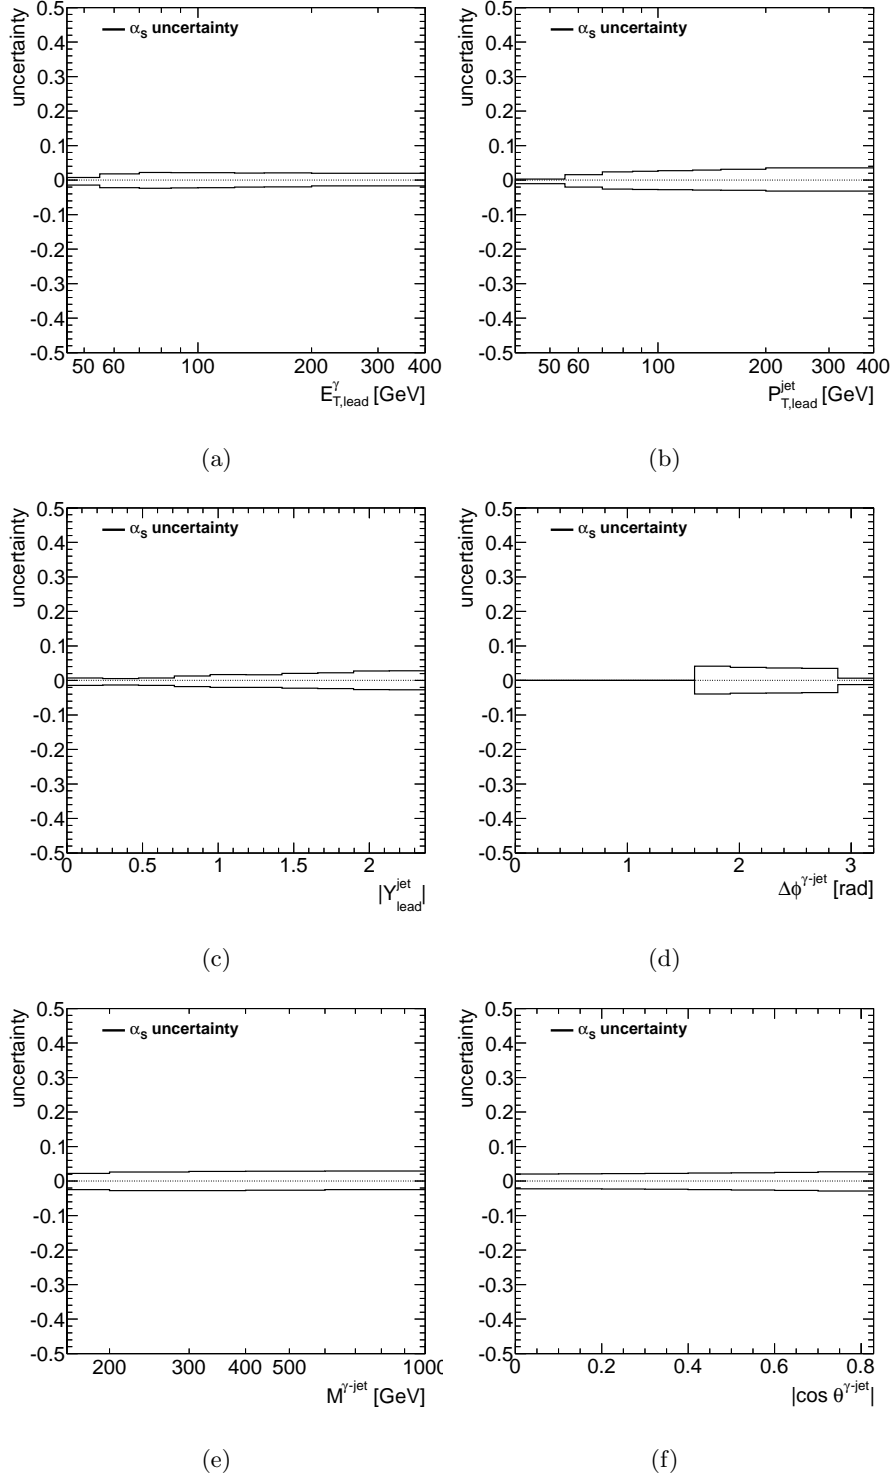 0.5
0.4
0.3
0.2
0.1
0
-0.1
-0.2
-0.3
-0.4
-0.5
uncertainty
αs uncertainty
50 60 100 200 300 400
E^γ_T,lead [GeV]
(a)
0.5
0.4
0.3
0.2
0.1
0
-0.1
-0.2
-0.3
-0.4
-0.5
uncertainty
αs uncertainty
50 60 100 200 300 400
P^jet_T,lead [GeV]
(b)
0.5
0.4
0.3
0.2
0.1
0
-0.1
-0.2
-0.3
-0.4
-0.5
uncertainty
αs uncertainty
0 0.5 1 1.5 2
|Y^jet_lead|
(c)
0.5
0.4
0.3
0.2
0.1
0
-0.1
-0.2
-0.3
-0.4
-0.5
uncertainty
αs uncertainty
0 1 2 3
Δϕ^γ-jet [rad]
(d)
0.5
0.4
0.3
0.2
0.1
0
-0.1
-0.2
-0.3
-0.4
-0.5
uncertainty
αs uncertainty
200 300 400 500 1000
M^γ-jet [GeV]
(e)
0.5
0.4
0.3
0.2
0.1
0
-0.1
-0.2
-0.3
-0.4
-0.5
uncertainty
αs uncertainty
0 0.2 0.4 0.6 0.8
|cos θ^γ-jet|
(f)